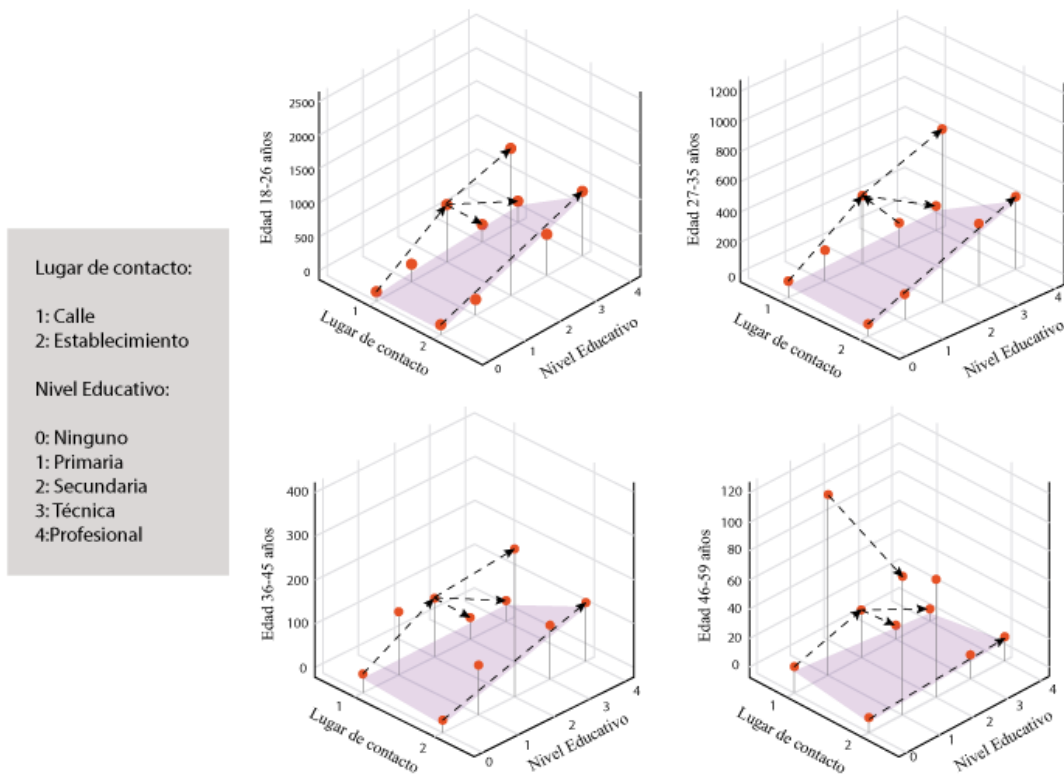 Lugar de contacto:
1: Calle
2: Establecimiento
Nivel Educativo:
0: Ninguno
1: Primaria
2: Secundaria
3: Técnica
4:Profesional
Edad 18-26 años
2500
2000
1500
1000
500
0
1
2
Lugar de contacto
0
1
2
3
4
Nivel Educativo
Edad 27-35 años
1200
1000
800
600
400
200
0
1
2
Lugar de contacto
0
1
2
3
4
Nivel Educativo
Edad 36-45 años
400
300
200
100
0
1
2
Lugar de contacto
0
1
2
3
4
Nivel Educativo
Edad 46-59 años
120
100
80
60
40
20
0
1
2
Lugar de contacto
0
1
2
3
4
Nivel Educativo